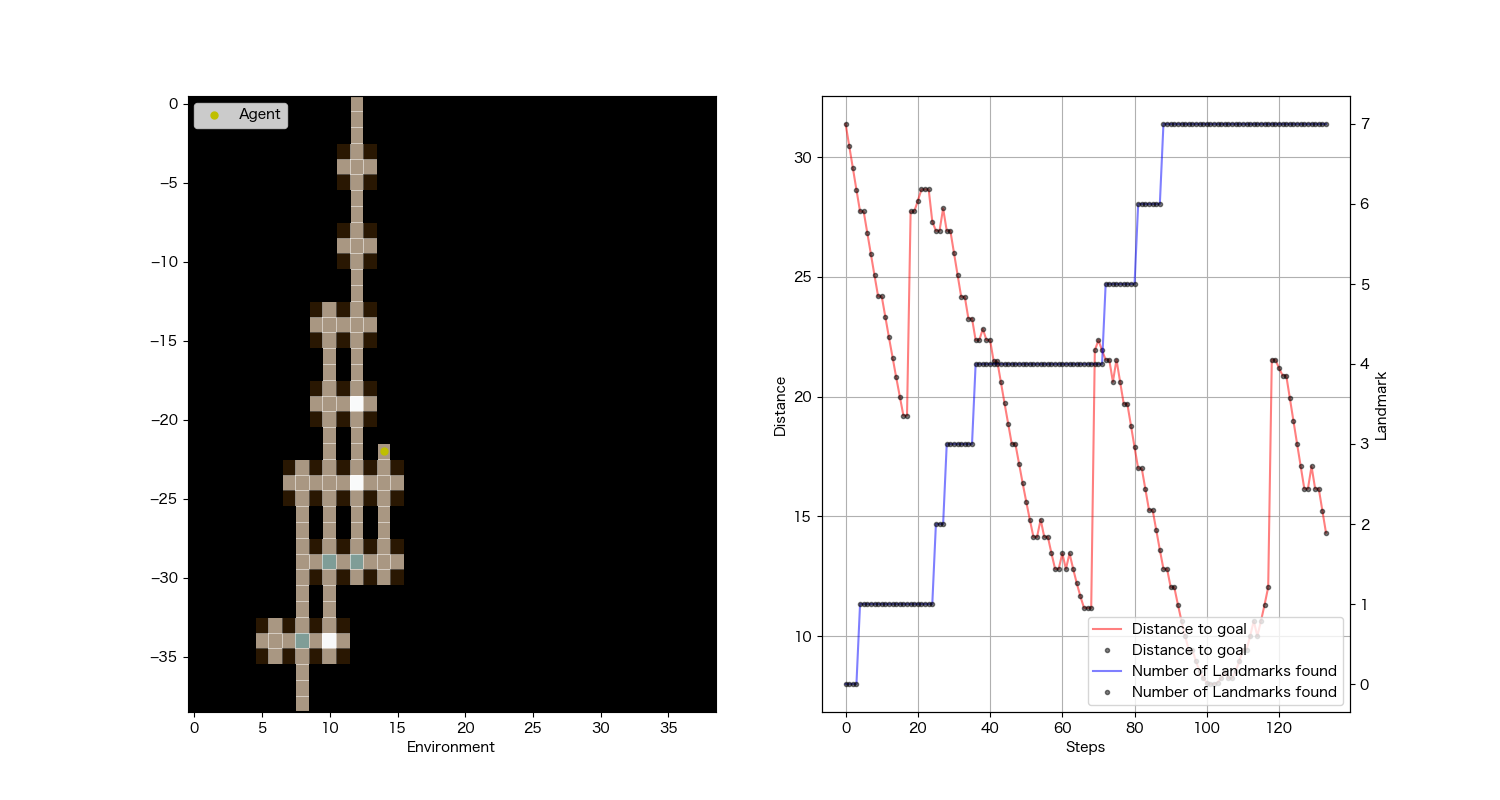 Agent
0
−5
−10
−15
−20
−25
−30
−35
0 5 10 15 20 25 30 35
Environment
Distance
30
25
20
15
10
0 20 40 60 80 100 120
Steps
7
6
5
4
3
2
1
0
Landmark
Distance to goal
Distance to goal
Number of Landmarks found
Number of Landmarks found